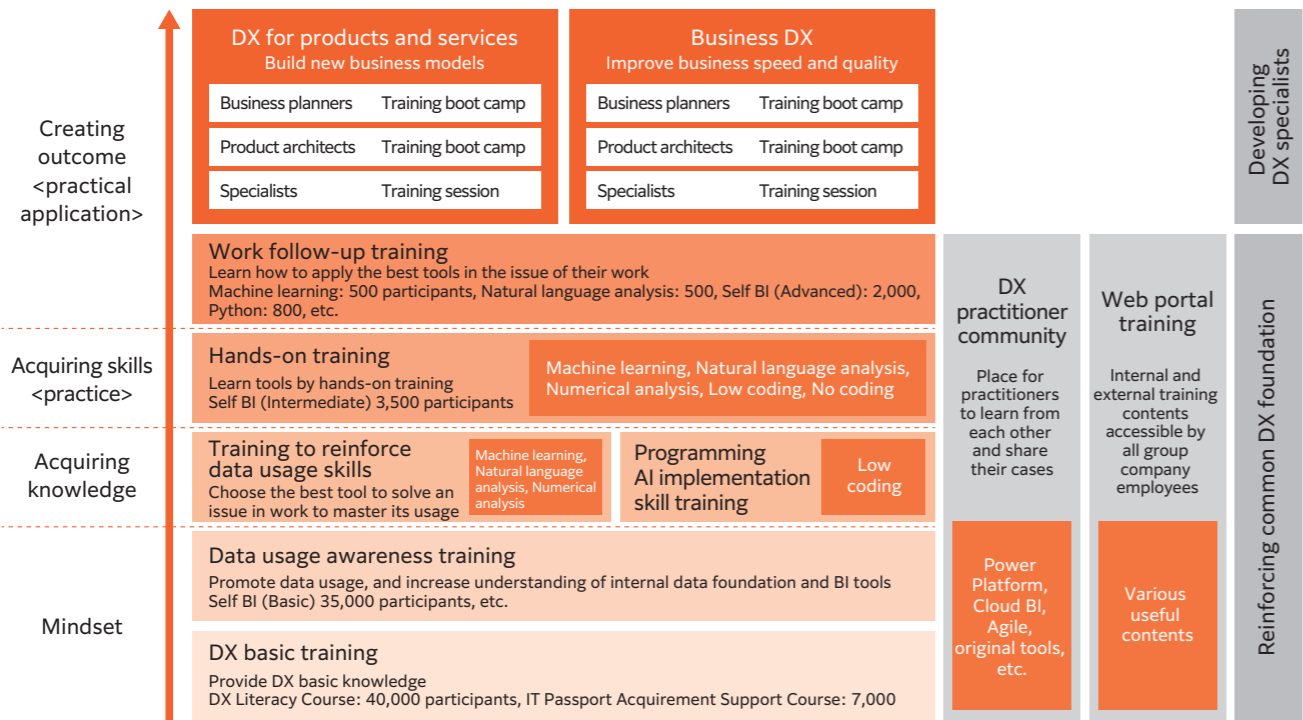 Creating
outcome
<practical
application>
Acquiring skills
<practice>
Acquiring
knowledge
Mindset
DX for products and services
Build new business models
Business planners Training boot camp
Product architects Training boot camp
Specialists Training session
Business DX
Improve business speed and quality
Business planners Training boot camp
Product architects Training boot camp
Specialists Training session
Work follow-up training
Learn how to apply the best tools in the issue of their work
Machine learning: 500 participants, Natural language analysis: 500, Self BI (Advanced): 2,000,
Python: 800, etc.
Hands-on training
Learn tools by hands-on training
Self BI (Intermediate) 3,500 participants
Machine learning, Natural language analysis,
Numerical analysis, Low coding, No coding
Training to reinforce
data usage skills
Choose the best tool to solve an
issue in work to master its usage
Machine learning,
Natural language
analysis, Numerical
analysis
Programming
AI implementation
skill training
Low
coding
Data usage awareness training
Promote data usage, and increase understanding of internal data foundation and BI tools
Self BI (Basic) 35,000 participants, etc.
DX basic training
Provide DX basic knowledge
DX Literacy Course: 40,000 participants, IT Passport Acquirement Support Course: 7,000
DX
practitioner
community
Place for
practitioners
to learn from
each other
and share
their cases
Power
Platform,
Cloud BI,
Agile,
original tools,
etc.
Web portal
training
Internal and
external training
contents
accessible by
all group
company
employees
Various
useful
contents
Developing
DX specialists
Reinforcing common DX foundation